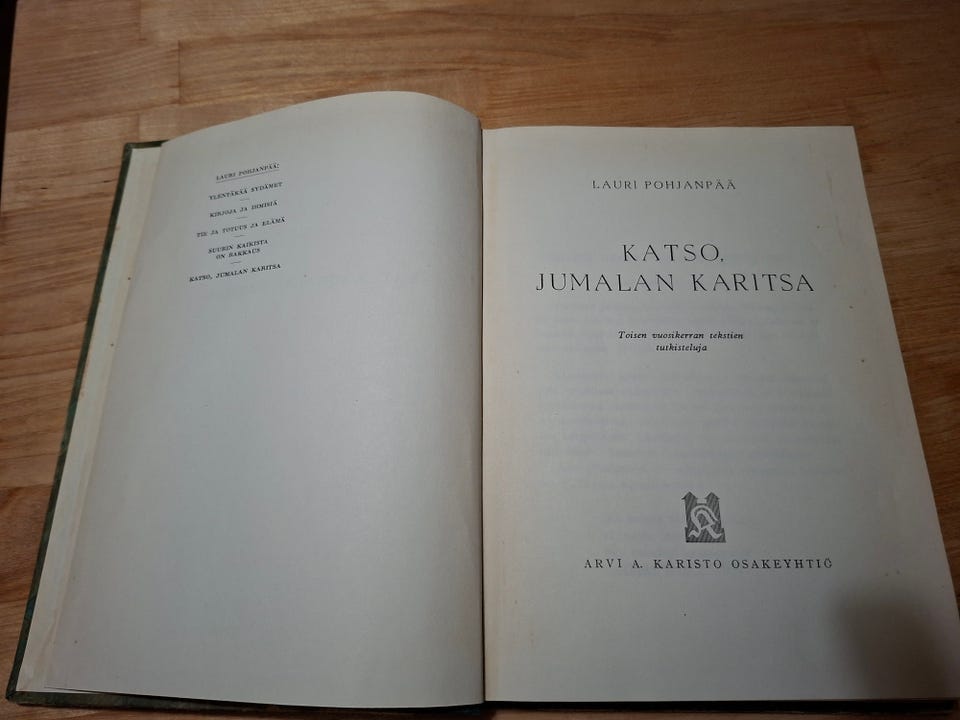 LAURI POHJANPÄÄ:
YLENTÄKÄÄ SYDÄMET
KIRJOJA JA IHMISIÄ
TIE JA TOTUUS JA ELÄMÄ
SUURIN KAIKISTA
ON RAKKAUS
KATSO, JUMALAN KARITSA
LAURI POHJANPÄÄ
KATSO,
JUMALAN KARITSA
Toisen vuosikerran tekstien
tutkisteluja
K
ARVI A. KARISTO OSAKEYHTIÖ